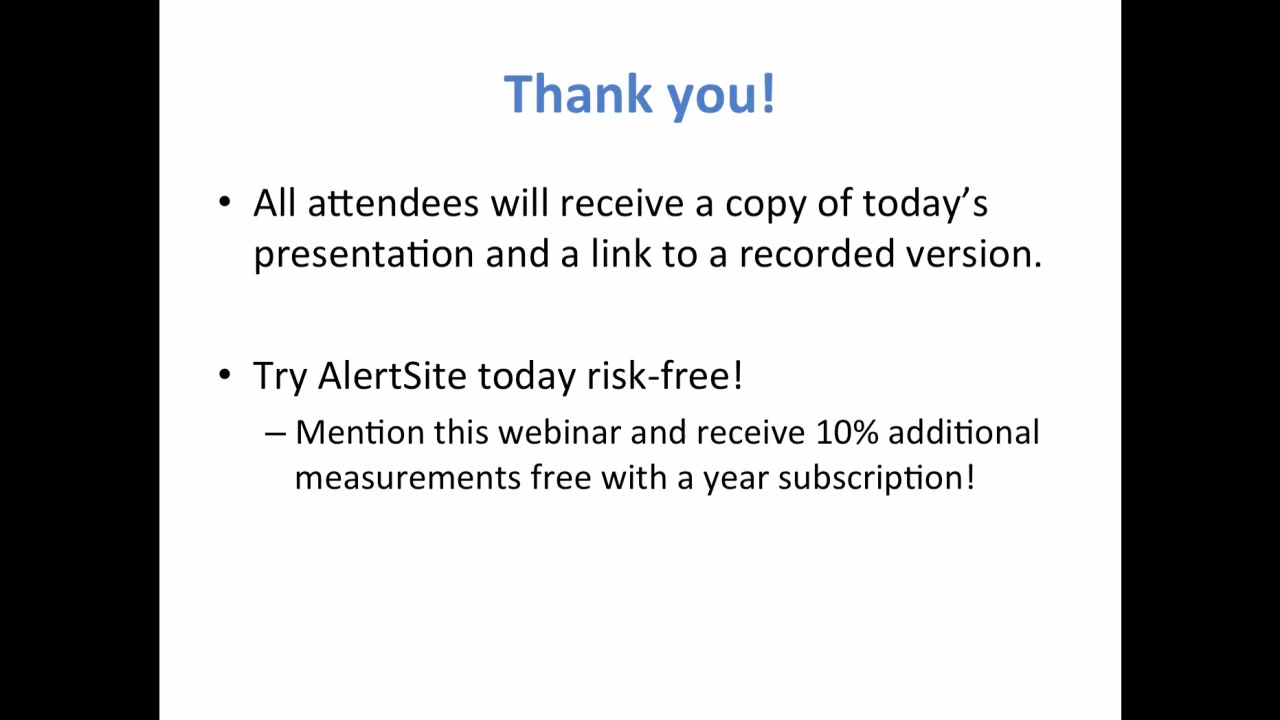 Thank you!
• All attendees will receive a copy of today’s
presentation and a link to a recorded version.
• Try AlertSite today risk-free!
– Mention this webinar and receive 10% additional
measurements free with a year subscription!